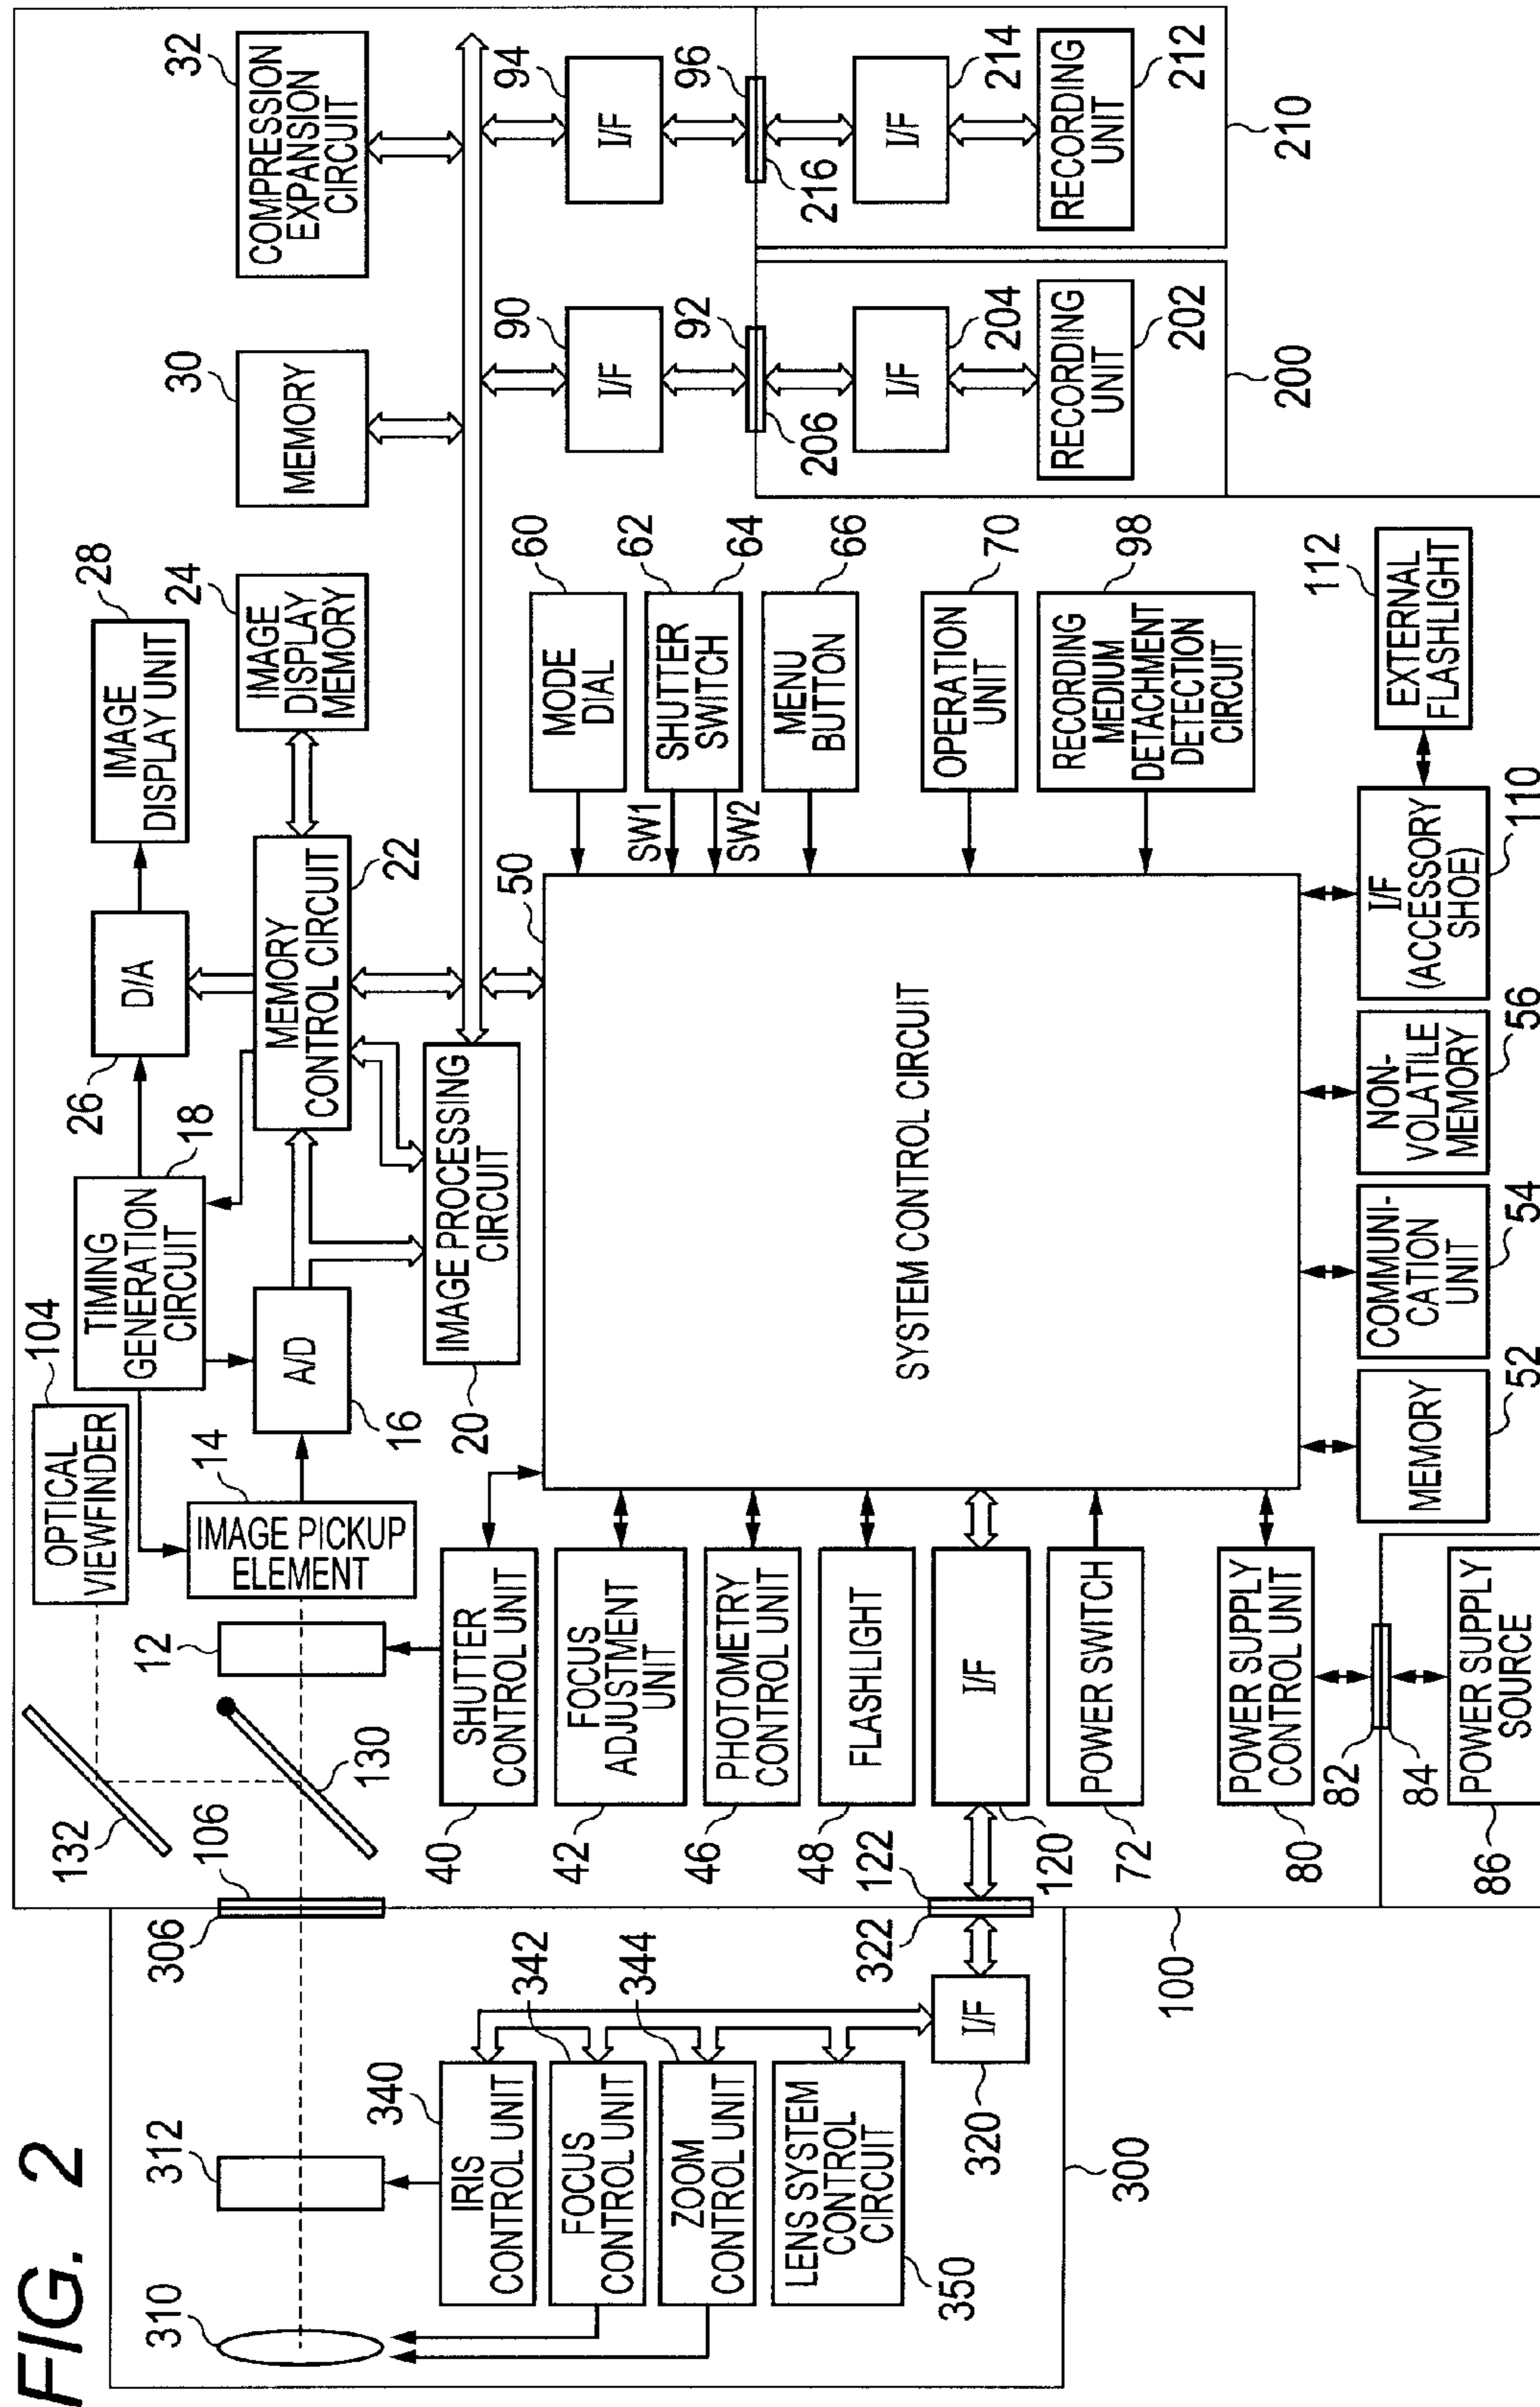 FIG. 2
310
312
306
106
132
130
12
104
OPTICAL
VIEWFINDER
14
IMAGE PICKUP
ELEMENT
TIMING
GENERATION
CIRCUIT
18
A/D
16
26
D/A
IMAGE
DISPLAY UNIT
28
MEMORY
CONTROL CIRCUIT
22
IMAGE
DISPLAY
MEMORY
24
IMAGE PROCESSING
CIRCUIT
20
MEMORY
30
COMPRESSION
EXPANSION
CIRCUIT
32
340
IRIS
CONTROL UNIT
342
FOCUS
CONTROL UNIT
344
ZOOM
CONTROL UNIT
LENS SYSTEM
CONTROL
CIRCUIT
350
I/F
320
322
122
300
100
SHUTTER
CONTROL UNIT
40
FOCUS
ADJUSTMENT
UNIT
42
PHOTOMETRY
CONTROL UNIT
46
FLASHLIGHT
48
I/F
120
POWER SWITCH
72
POWER SUPPLY
CONTROL UNIT
80
82
84
POWER SUPPLY
SOURCE
86
50
SYSTEM CONTROL CIRCUIT
MODE
DIAL
60
SW1
SHUTTER
SWITCH
62
64
SW2
MENU
BUTTON
66
OPERATION
UNIT
70
RECORDING
MEDIUM
DETACHMENT
DETECTION
CIRCUIT
98
MEMORY
52
COMMUNI-
CATION
UNIT
54
NON-
VOLATILE
MEMORY
56
I/F
(ACCESSORY
SHOE)
110
EXTERNAL
FLASHLIGHT
112
I/F
90
92
206
I/F
204
RECORDING
UNIT
202
200
I/F
94
96
216
I/F
214
RECORDING
UNIT
212
210